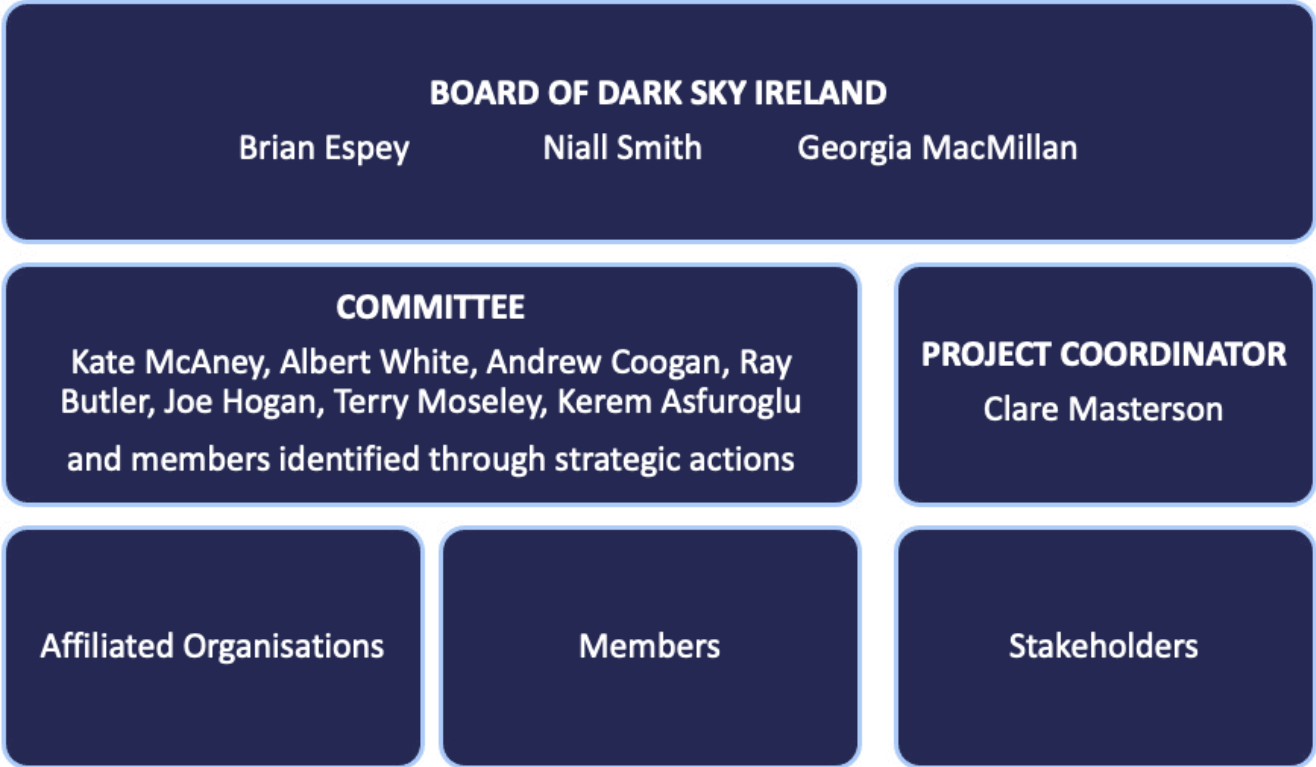 BOARD OF DARK SKY IRELAND
Brian Espey Niall Smith Georgia MacMillan
COMMITTEE
Kate McAney, Albert White, Andrew Coogan, Ray
Butler, Joe Hogan, Terry Moseley, Kerem Asfuroglu
and members identified through strategic actions
PROJECT COORDINATOR
Clare Masterson
Affiliated Organisations
Members
Stakeholders